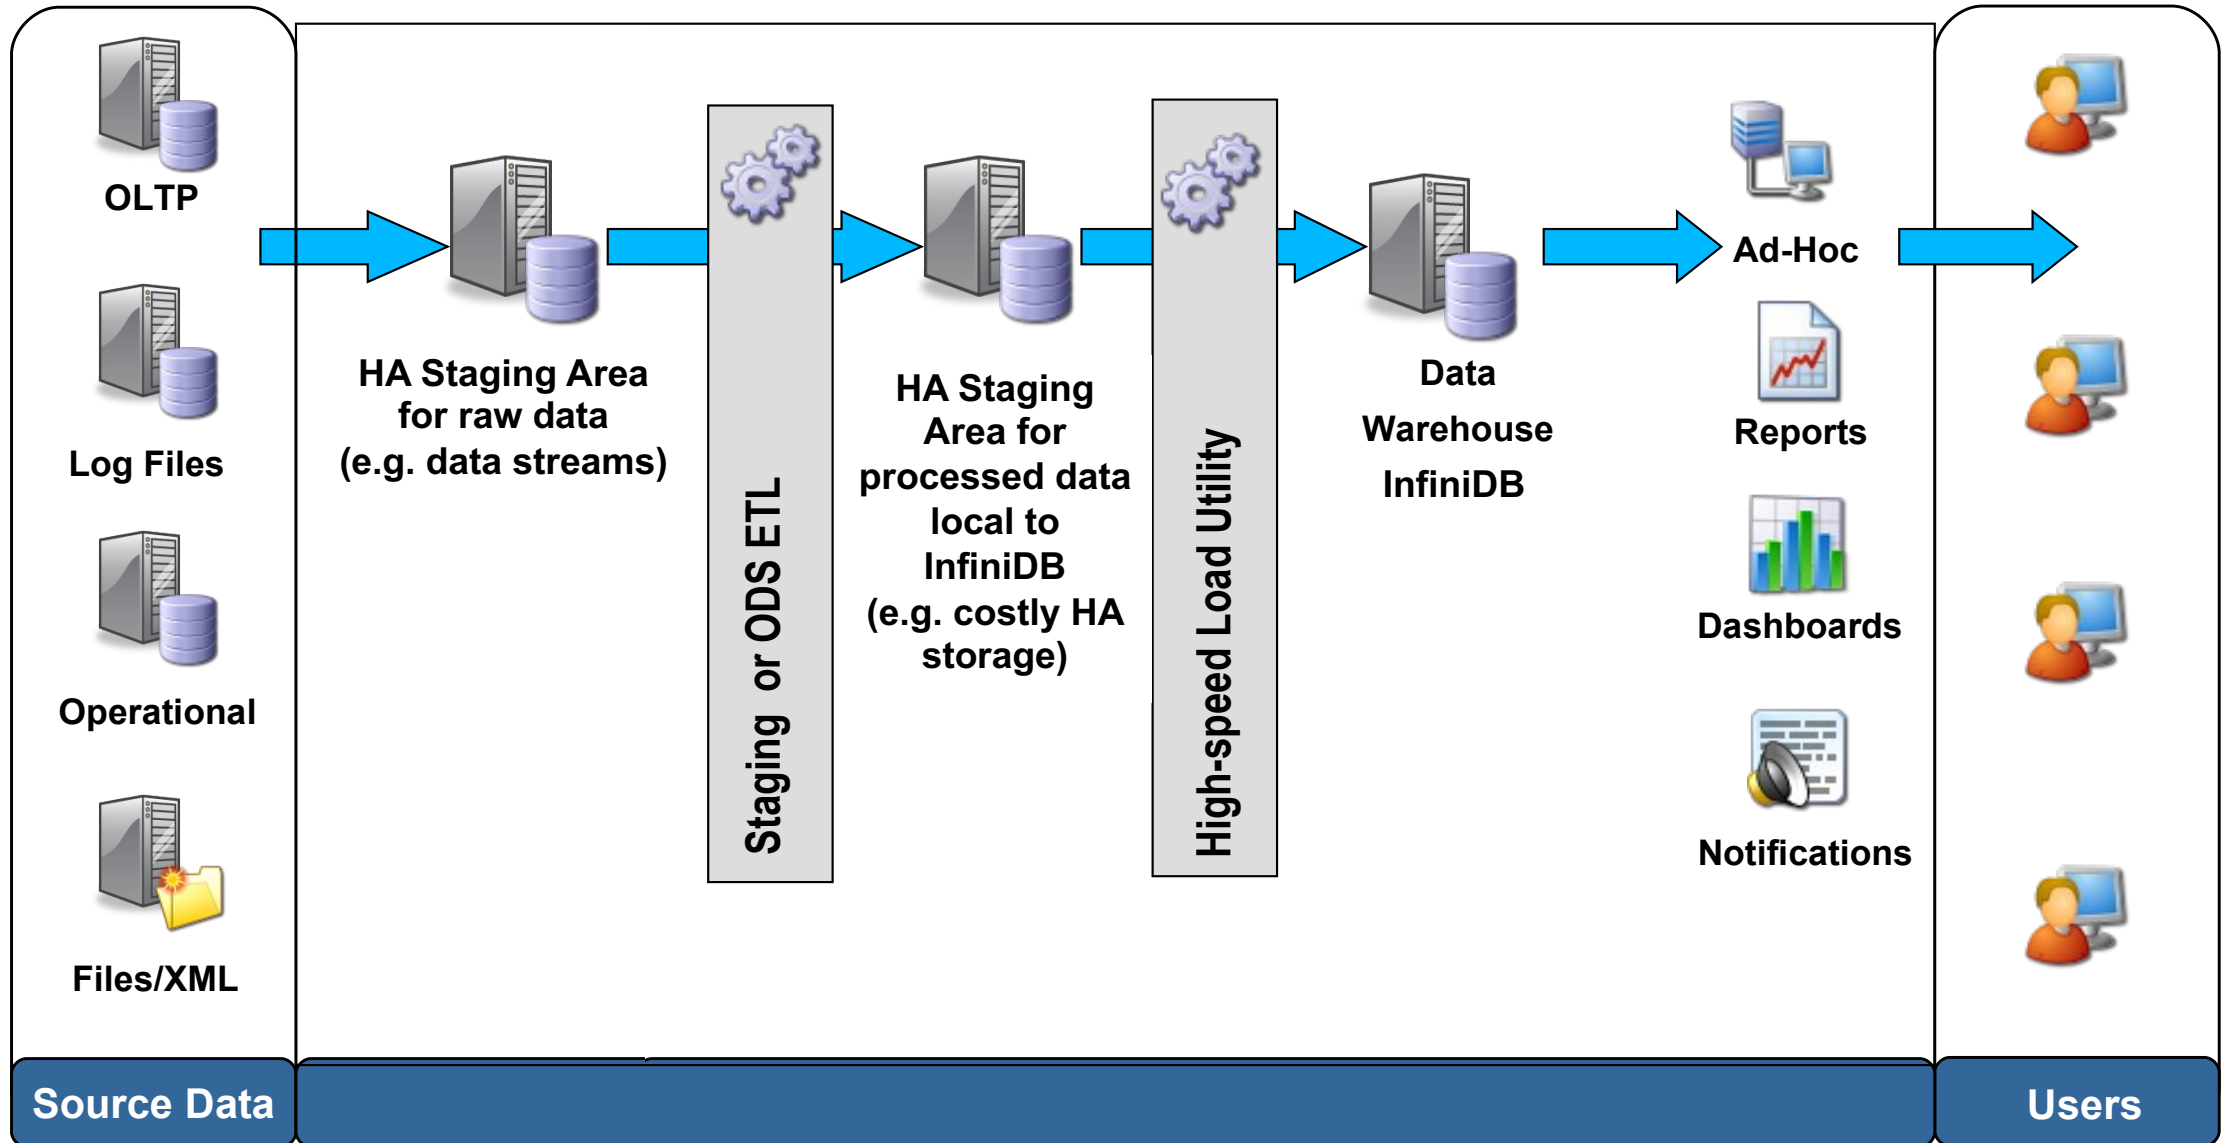 OLTP
Log Files
Operational
Files/XML
Source Data
HA Staging Area
for raw data
(e.g. data streams)
Staging or ODS ETL
HA Staging
Area for
processed data
local to
InfiniDB
(e.g. costly HA
storage)
High-speed Load Utility
Data
Warehouse
InfiniDB
Ad-Hoc
Reports
Dashboards
Notifications
Users